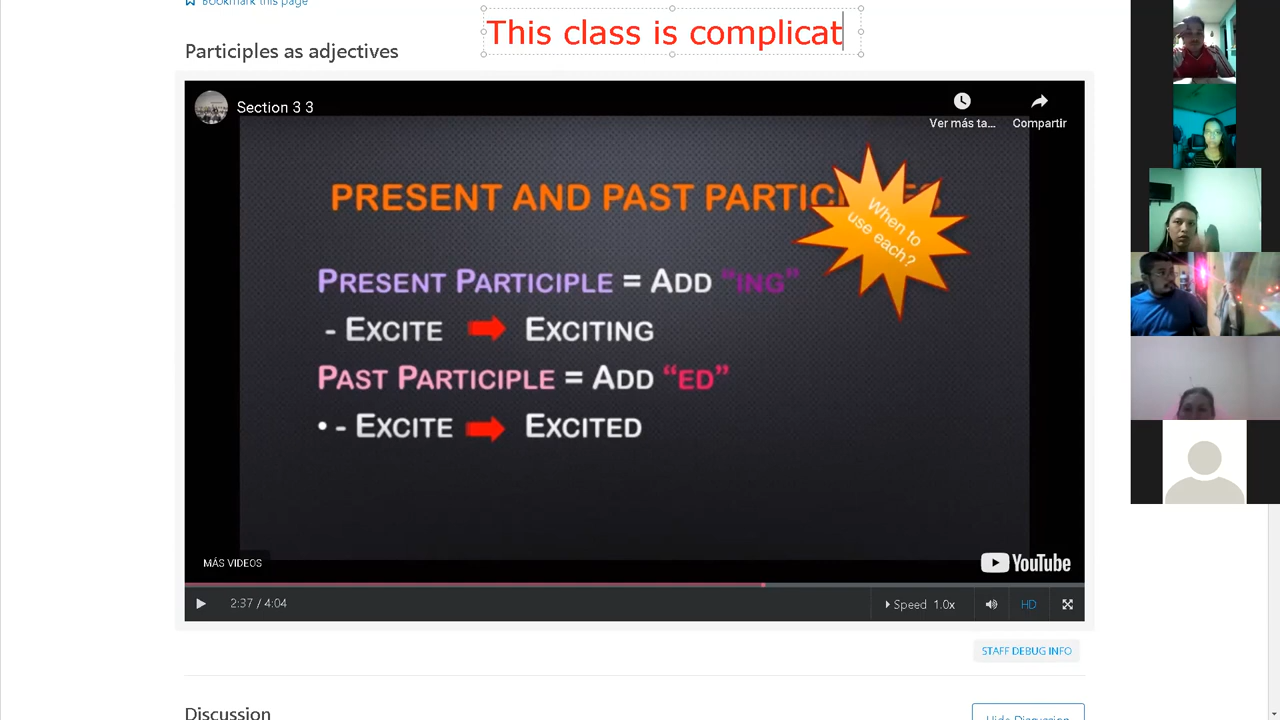 Bookmark this page
This class is complicat
Participles as adjectives
Section 3 3
Ver más ta...
Compartir
PRESENT AND PAST
When to
use each?
PRESENT PARTICIPLE = ADD "ING"
- EXCITE EXCITING
PAST PARTICIPLE = ADD "ED"
• - EXCITE EXCITED
MÁS VIDEOS
YouTube
2:37 / 4:04
Speed 1.0x
HD
STAFF DEBUG INFO
Discussion
Hide Discussion